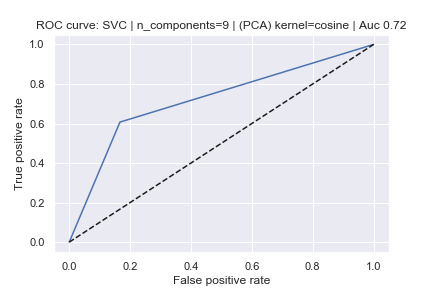 ROC curve: SVC | n_components=9 | (PCA) kernel=cosine | Auc 0.72
1.0
0.8
0.6
0.4
0.2
0.0
True positive rate
0.0 0.2 0.4 0.6 0.8 1.0
False positive rate